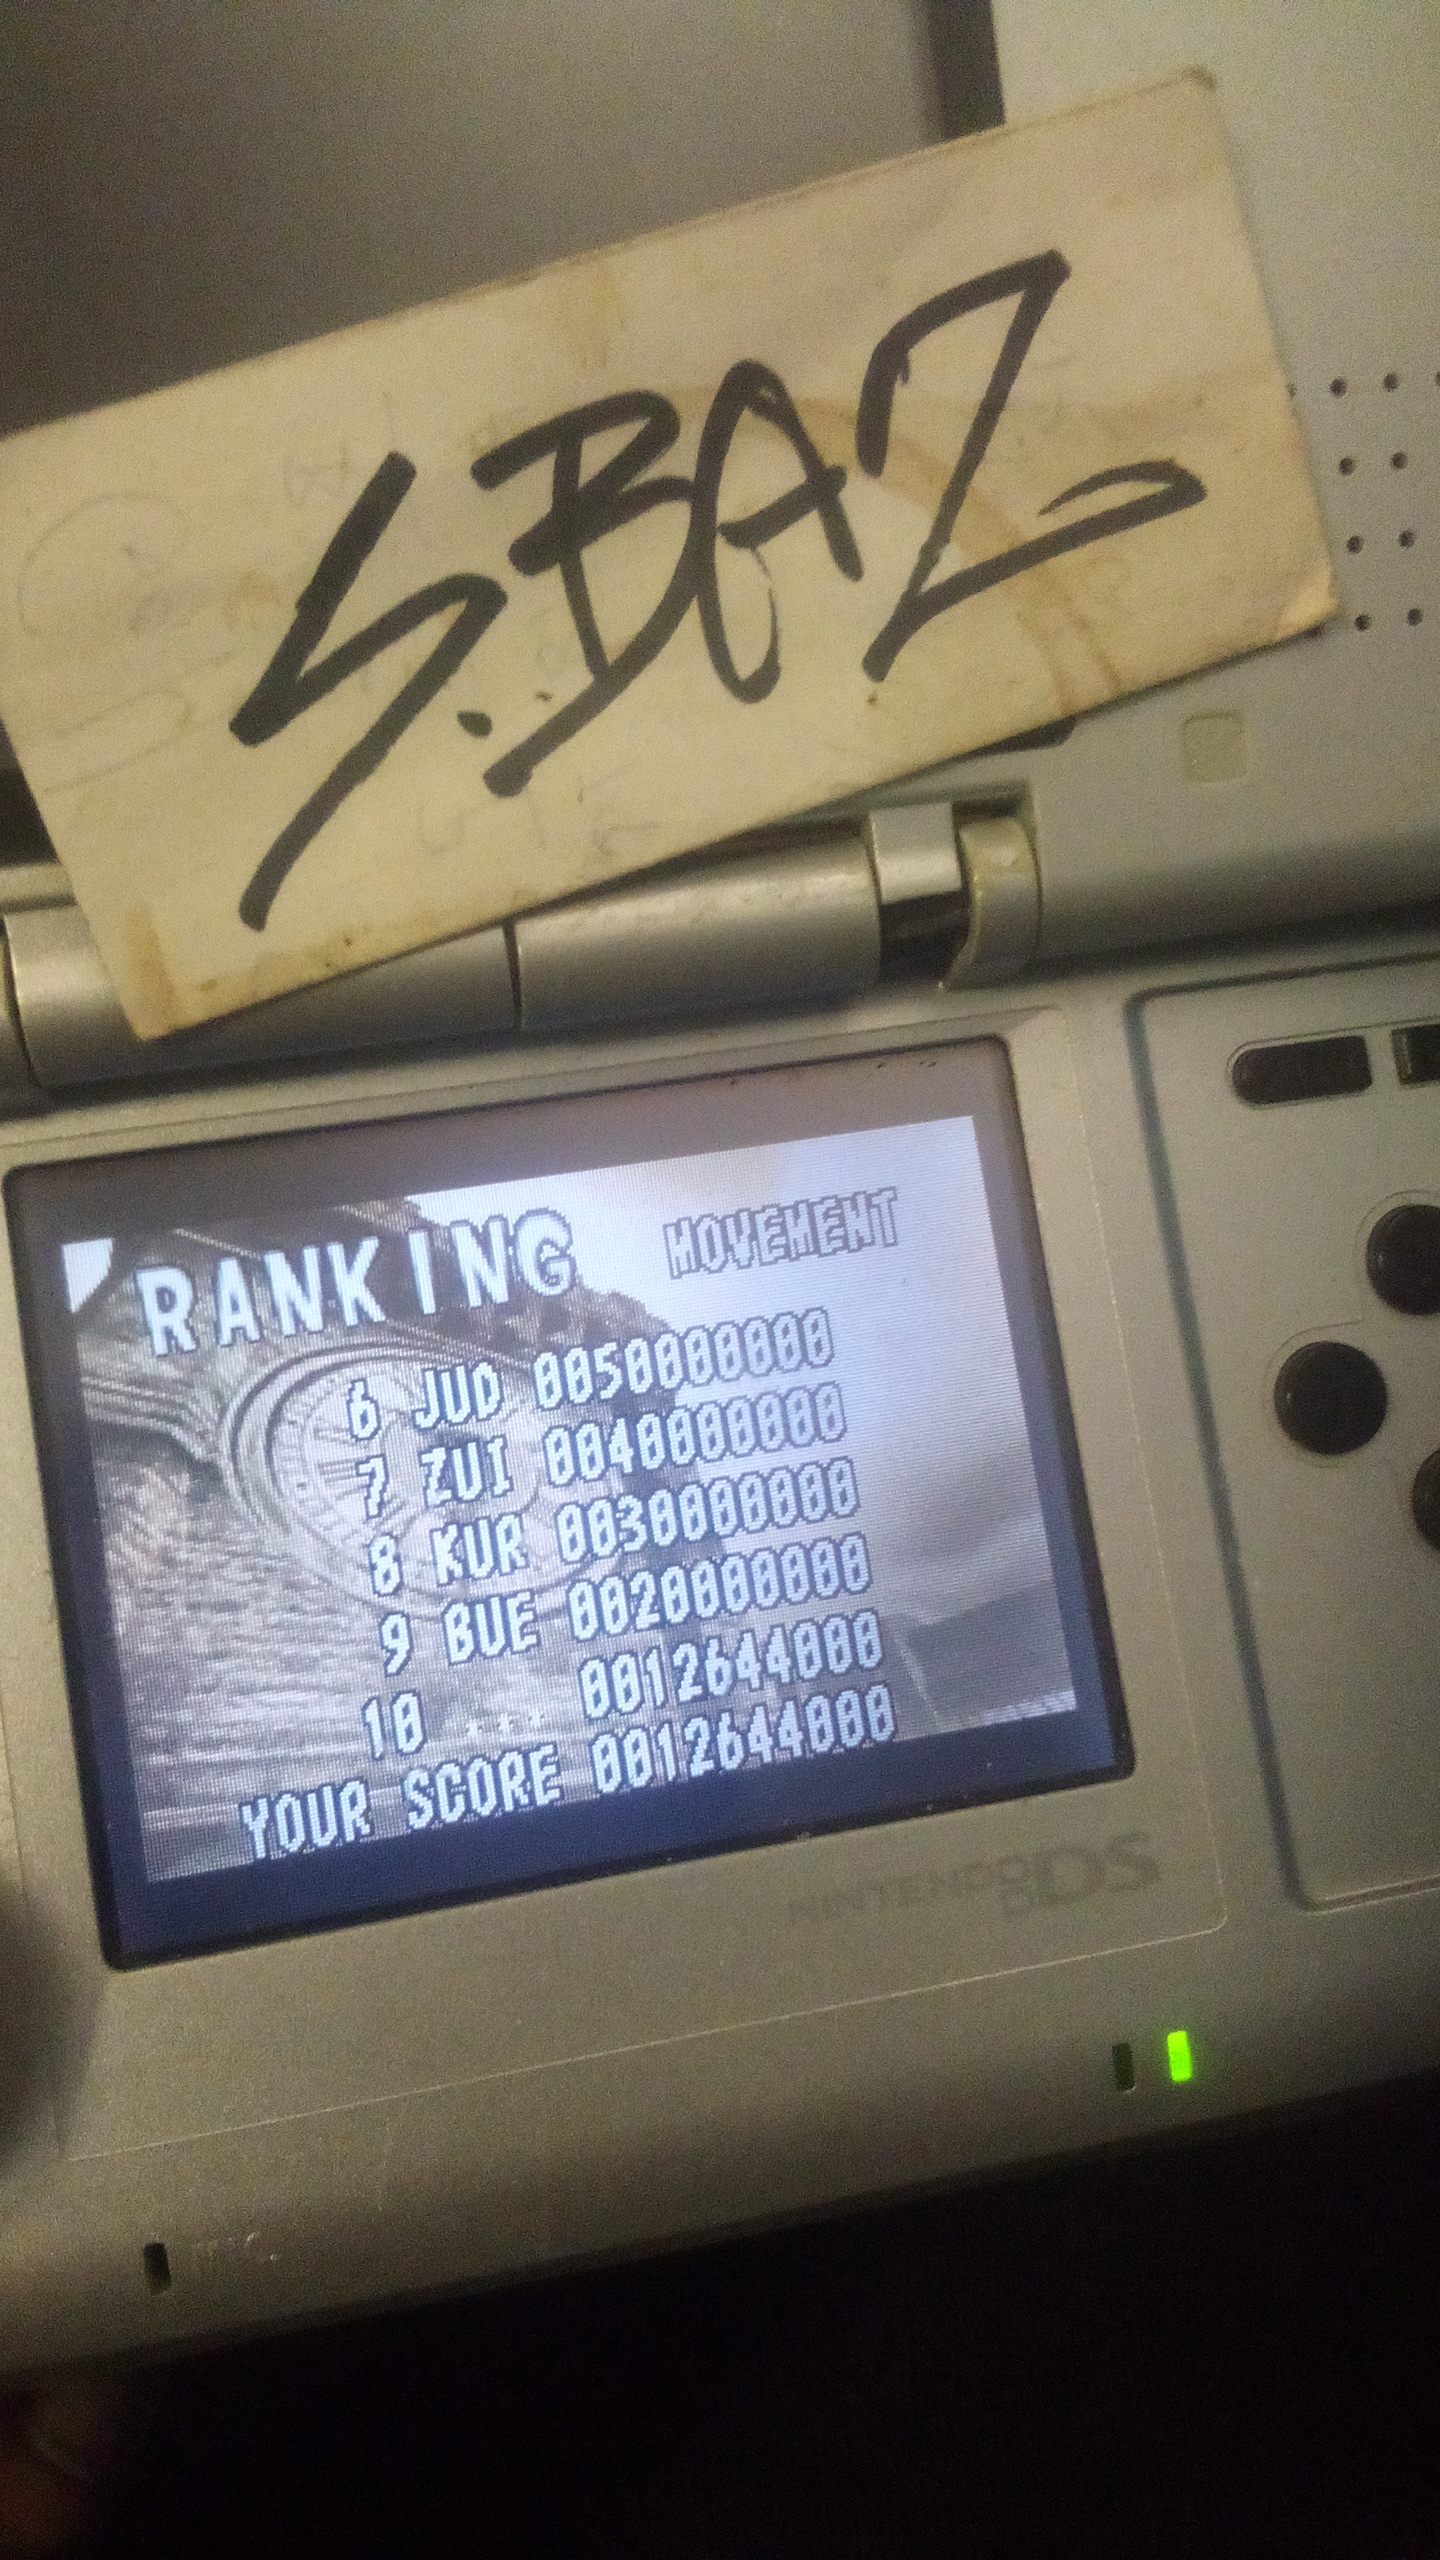 S.BAZ
RANKING MOVEMENT
6 JUD 0050000000
7 ZUI 0040000000
8 KUR 0030000000
9 BUE 0020000000
10 ... 0012644000
YOUR SCORE 0012644000
NINTENDO DS
MIC